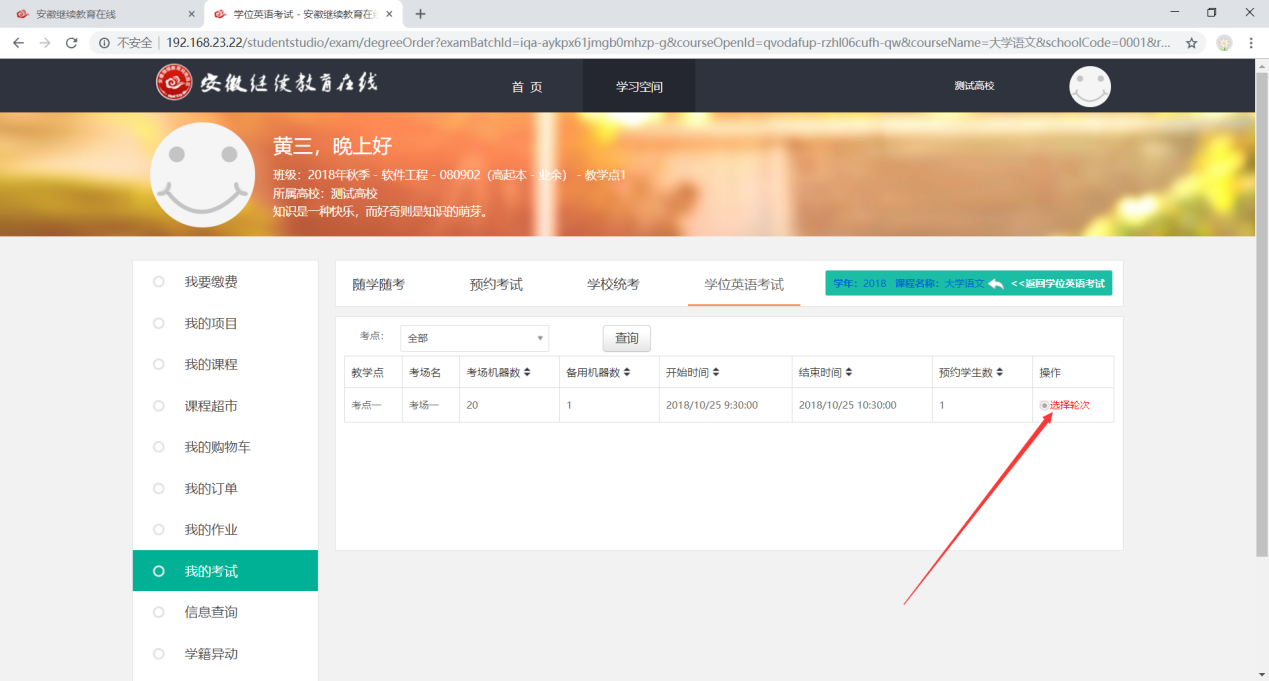 安徽继续教育在线
学位英语考试 - 安徽继续教育在
不安全 192.168.23.22/studentstudio/exam/degreeOrder?examBatchId=iqa-aykpx61jmgb0mhzp-g&courseOpenId=qvodafup-rzhl06cufh-qw&courseName=大学语文&schoolCode=0001&r...
安徽继续教育在线 首 页 学习空间 测试高校
黄三，晚上好
班级：2018年秋季 - 软件工程 - 080902（高起本 - 业余） - 教学点1
所属高校：测试高校
知识是一种快乐，而好奇则是知识的萌芽。
我要缴费
我的项目
我的课程
课程超市
我的购物车
我的订单
我的作业
我的考试
信息查询
学籍异动
随学随考 预约考试 学校统考 学位英语考试 学年：2018 课程名称：大学语文 <<返回学位英语考试
考点： 全部 查询
教学点 考场名 考场机器数 备用机器数 开始时间 结束时间 预约学生数 操作
考点一 考场一 20 1 2018/10/25 9:30:00 2018/10/25 10:30:00 1 选择轮次